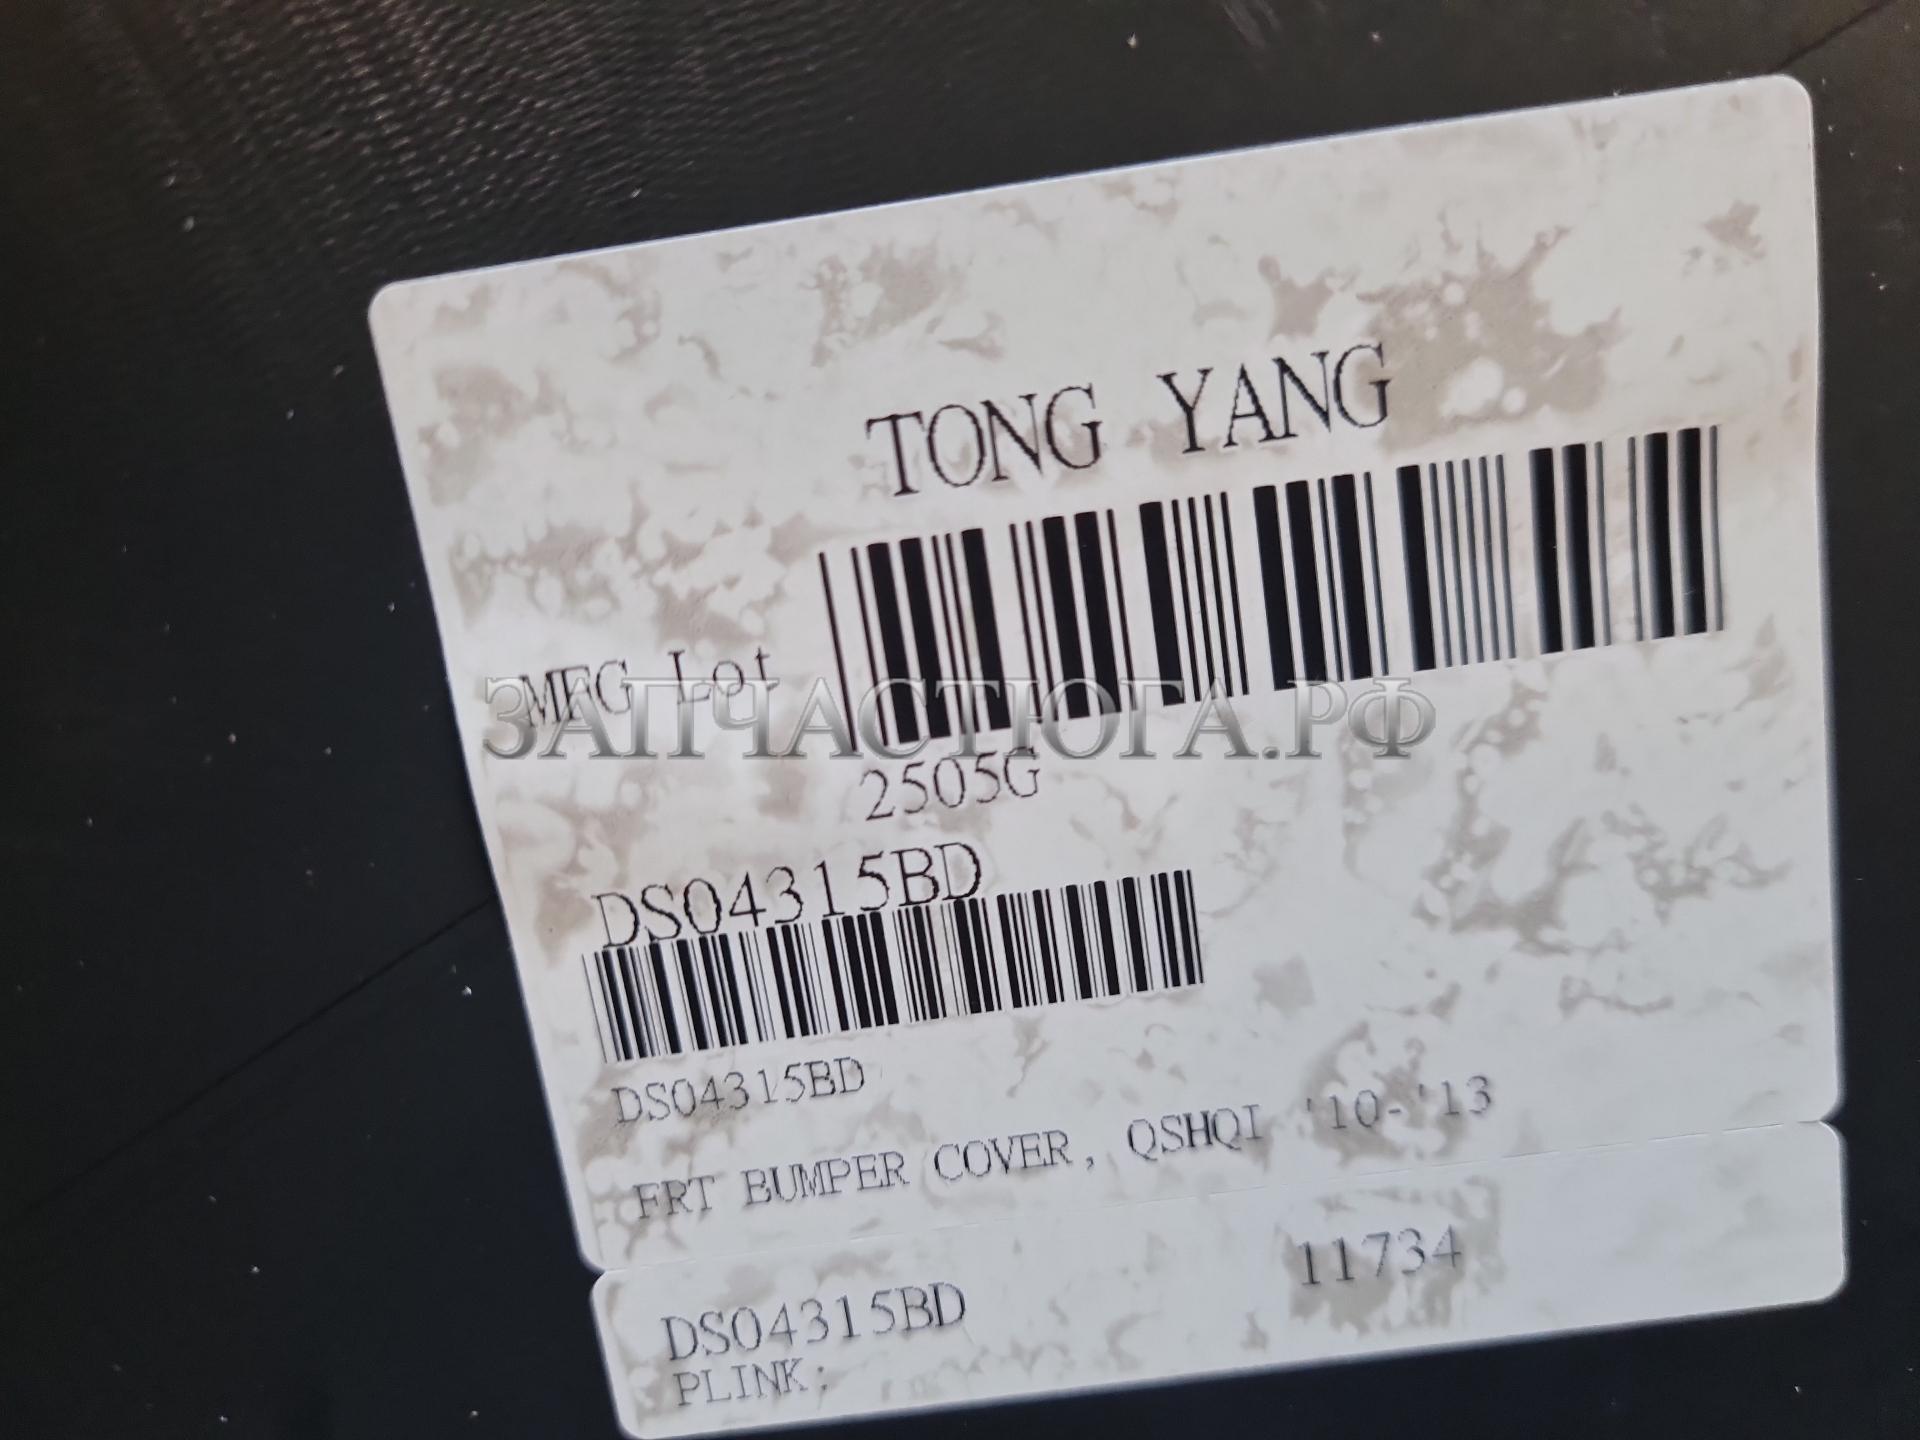 TONG YANG
MFG Lot
ЗАПЧАСТЮГА.РФ
2505G
DS04315BD
DS04315BD
FRT BUMPER COVER, QSHQI '10-'13
DS04315BD 11734
PLINK: